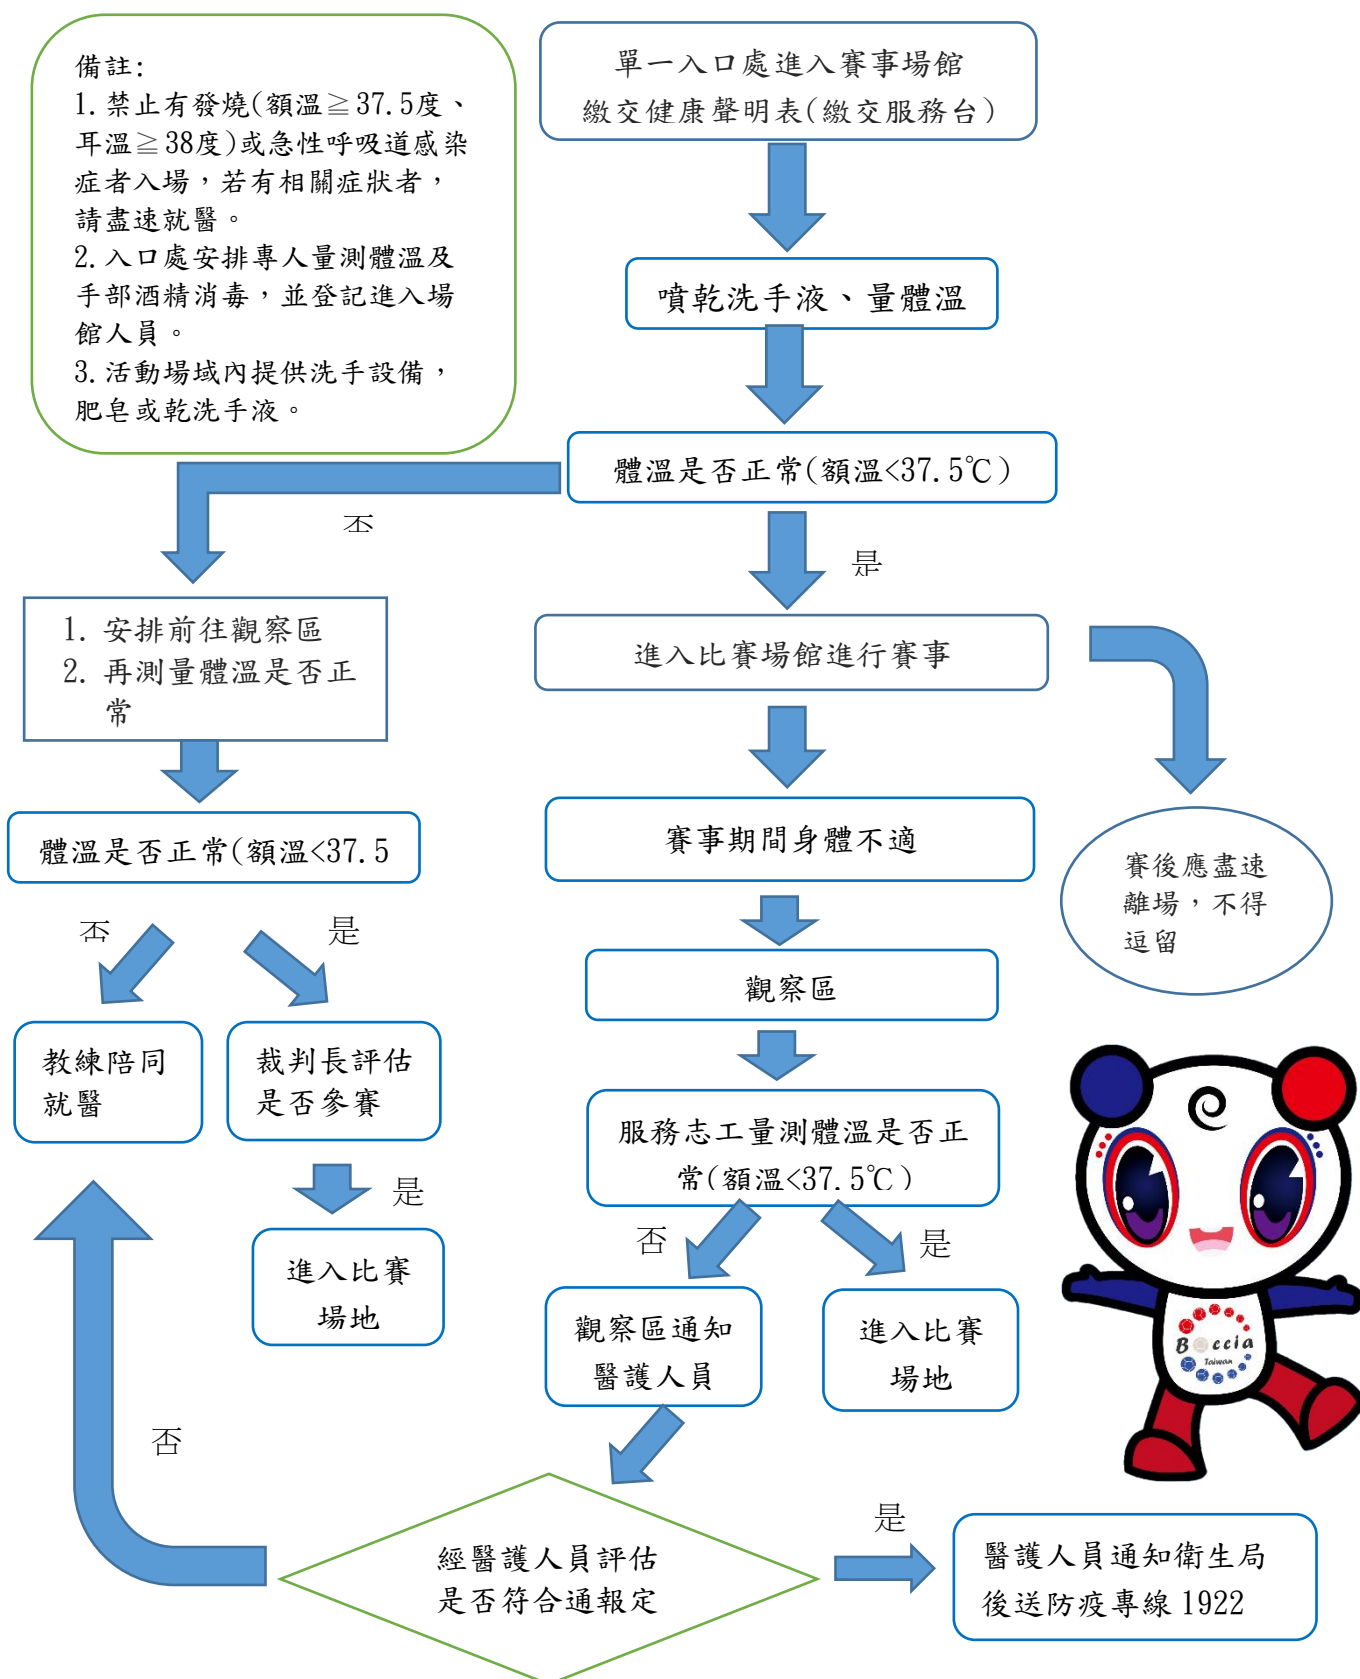 備註:
1. 禁止有發燒(額溫≧37.5度、
耳溫≧38度)或急性呼吸道感染
症者入場，若有相關症狀者，
請盡速就醫。
2. 入口處安排專人量測體溫及
手部酒精消毒，並登記進入場
館人員。
3. 活動場域內提供洗手設備，
肥皂或乾洗手液。
單一入口處進入賽事場館
繳交健康聲明表(繳交服務台)
噴乾洗手液、量體溫
體溫是否正常(額溫<37.5℃)
否
是
1. 安排前往觀察區
2. 再測量體溫是否正
常
進入比賽場館進行賽事
體溫是否正常(額溫<37.5
賽事期間身體不適
賽後應盡速
離場，不得
逗留
否
是
觀察區
教練陪同
就醫
裁判長評估
是否參賽
服務志工量測體溫是否正
常(額溫<37.5℃)
是
否
是
進入比賽
場地
觀察區通知
醫護人員
進入比賽
場地
Boccia
Taiwan
否
是
經醫護人員評估
是否符合通報定
醫護人員通知衛生局
後送防疫專線 1922